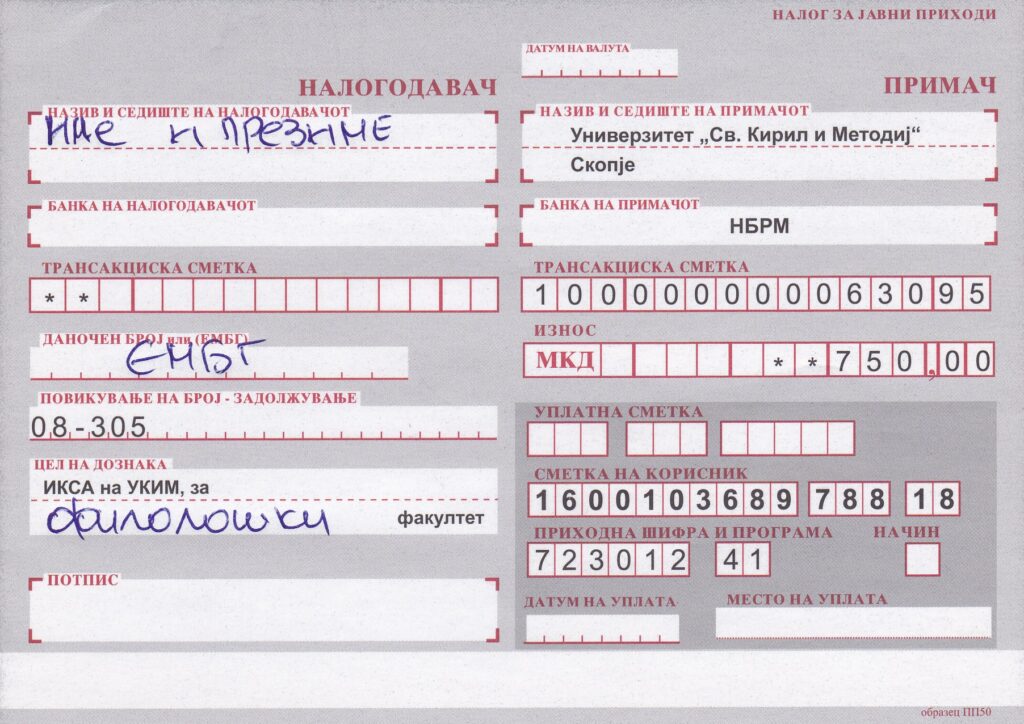 НАЛОГ ЗА ЈАВНИ ПРИХОДИ
НАЛОГОДАВАЧ
НАЗИВ И СЕДИШТЕ НА НАЛОГОДАВАЧОТ
ИМЕ И ПРЕЗИМЕ
БАНКА НА НАЛОГОДАВАЧОТ
ТРАНСАКЦИСКА СМЕТКА
* *
ДАНОЧЕН БРОЈ или (ЕМБГ)
ЕМБГ
ПОВИКУВАЊЕ НА БРОЈ - ЗАДОЛЖУВАЊЕ
08-305
ЦЕЛ НА ДОЗНАКА
ИКСА на УКИМ, за
филолошки факултет
ПОТПИС
ДАТУМ НА ВАЛУТА
ПРИМАЧ
НАЗИВ И СЕДИШТЕ НА ПРИМАЧОТ
Универзитет „Св. Кирил и Методиј“
Скопје
БАНКА НА ПРИМАЧОТ
НБРМ
ТРАНСАКЦИСКА СМЕТКА
100000000063095
ИЗНОС
МКД **750,00
УПЛАТНА СМЕТКА
СМЕТКА НА КОРИСНИК
1600103689 788 18
ПРИХОДНА ШИФРА И ПРОГРАМА НАЧИН
723012 41
ДАТУМ НА УПЛАТА МЕСТО НА УПЛАТА
образец ПП50